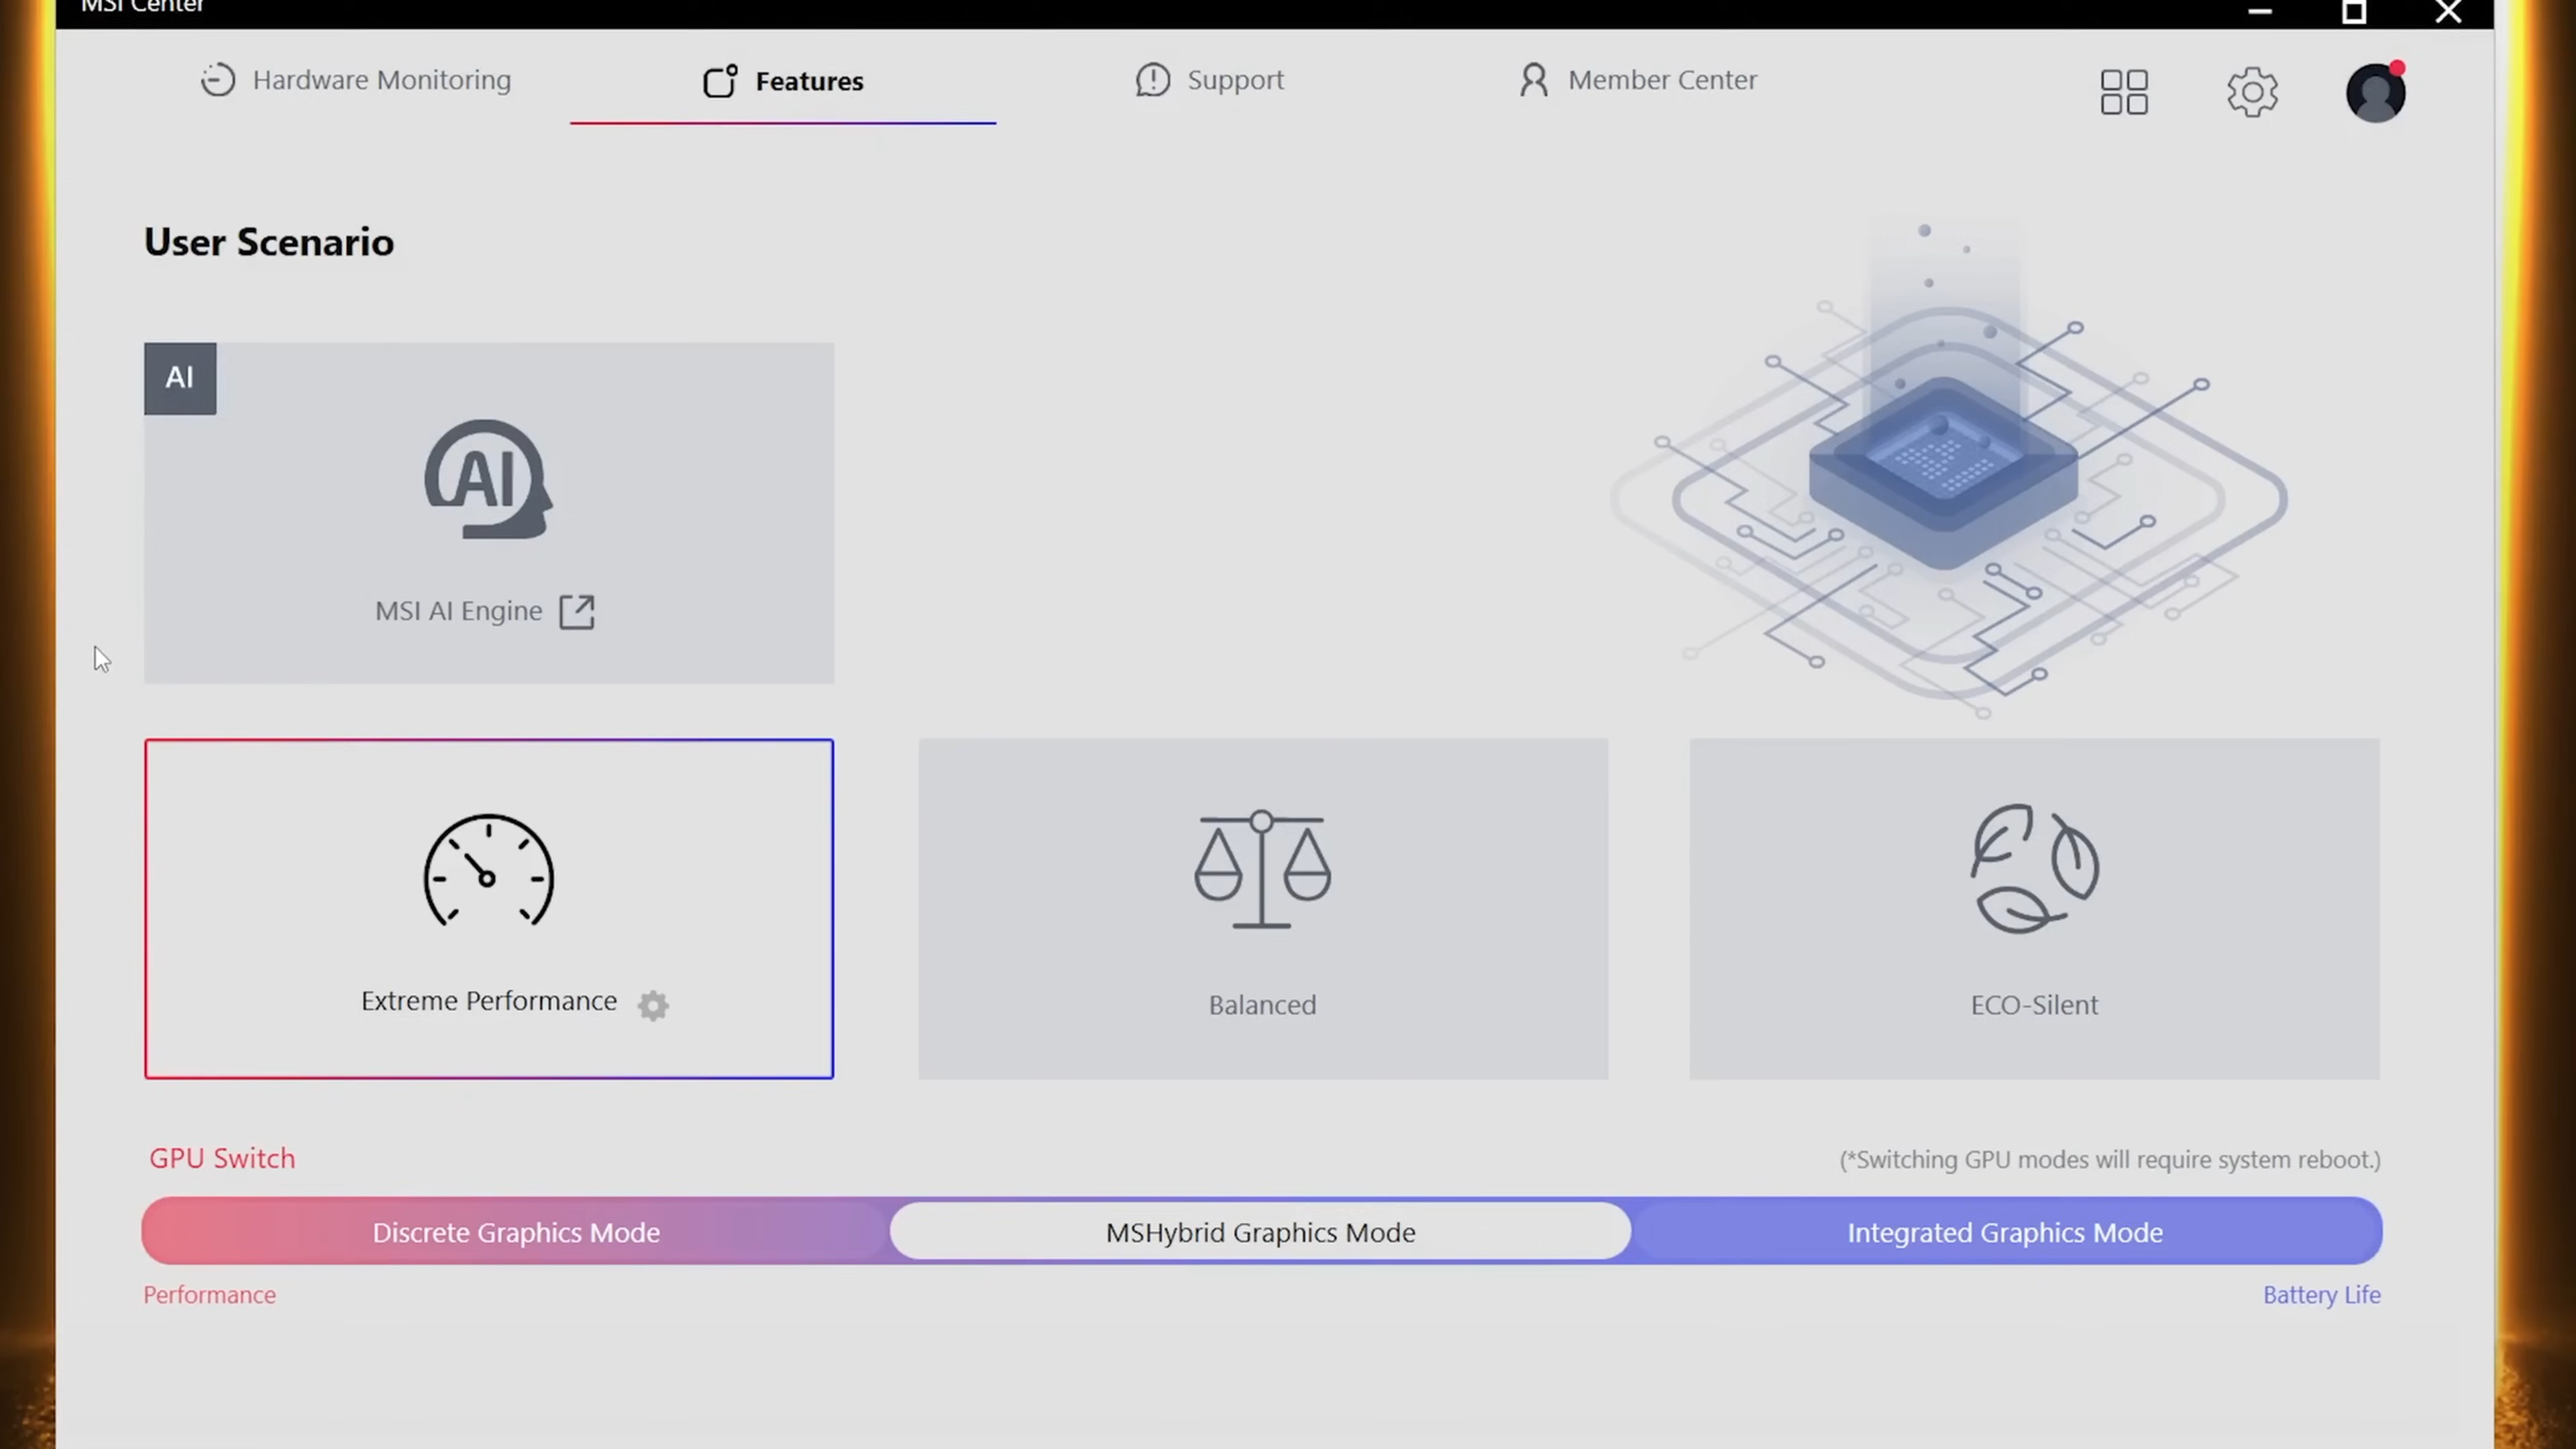 MSI Center
Hardware Monitoring
Features
Support
Member Center
User Scenario
AI
AI
MSI AI Engine
Extreme Performance
Balanced
ECO-Silent
GPU Switch
(*Switching GPU modes will require system reboot.)
Discrete Graphics Mode
MSHybrid Graphics Mode
Integrated Graphics Mode
Performance
Battery Life